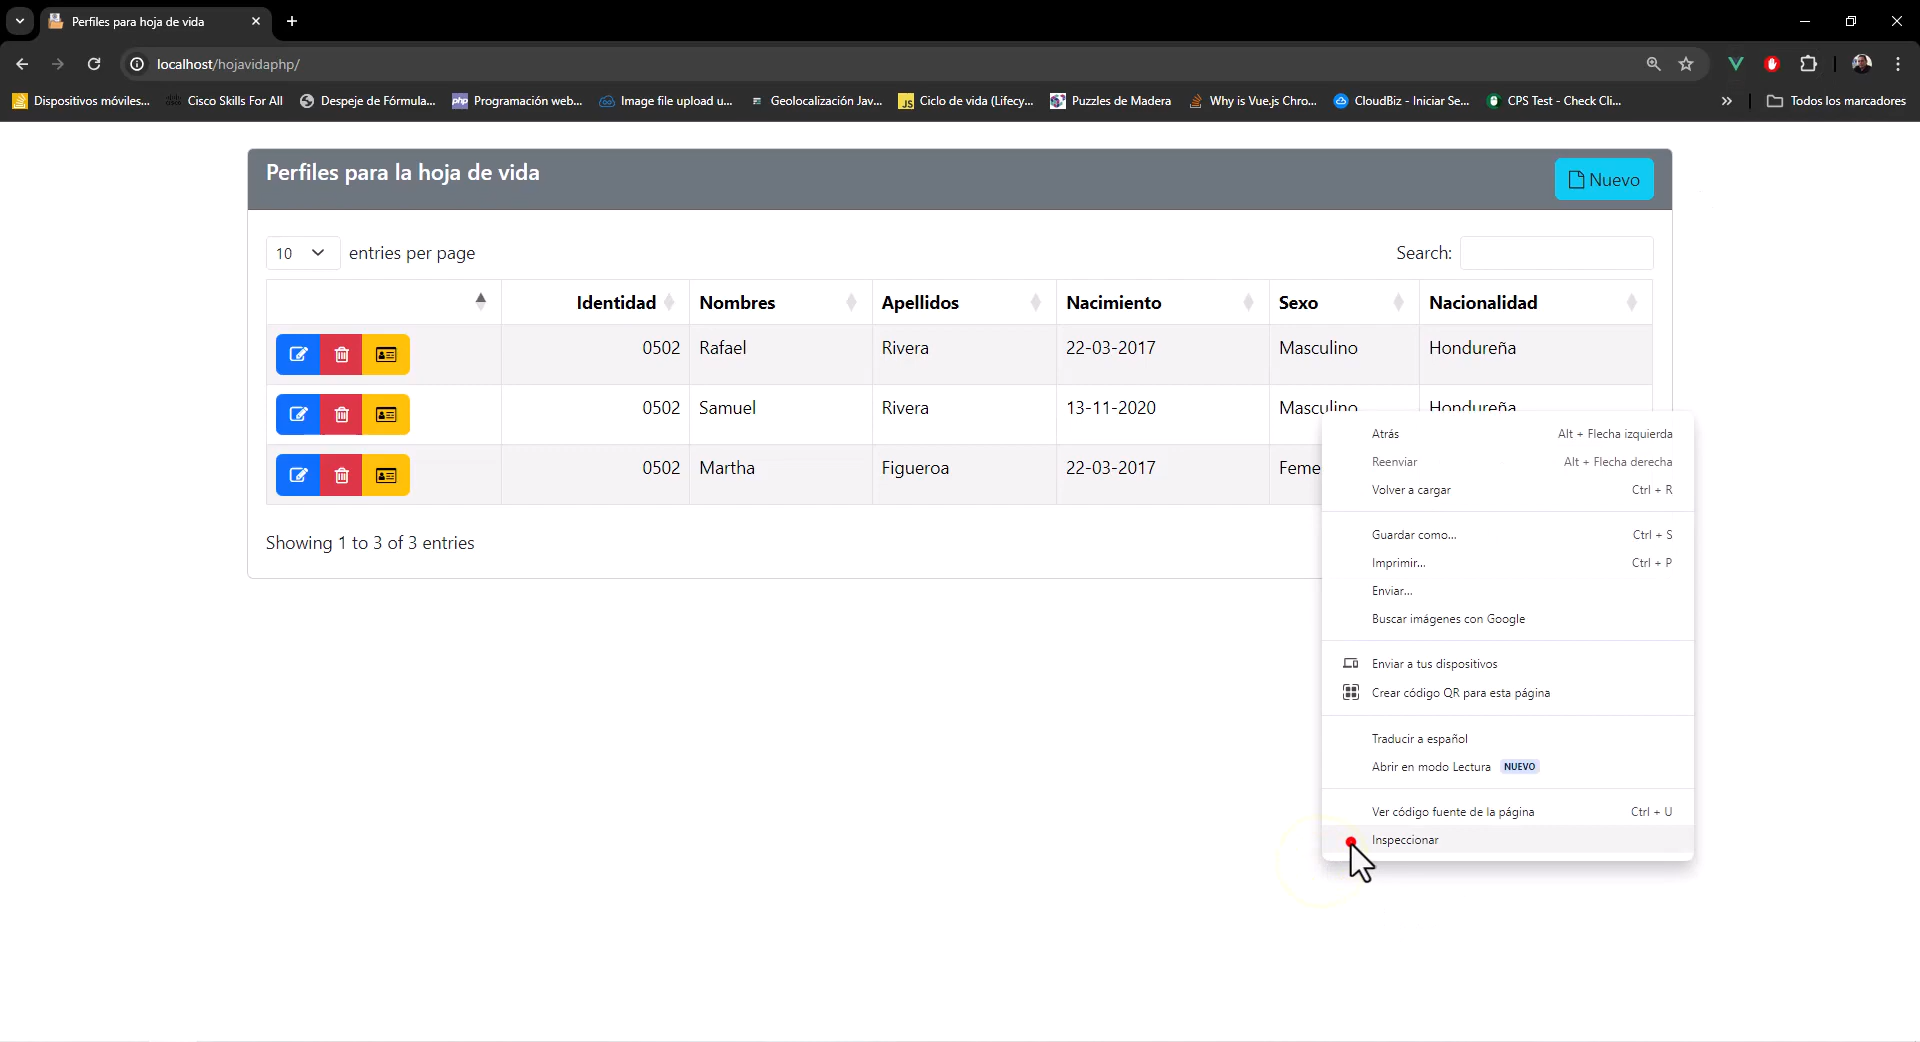 Perfiles para hoja de vida
localhost/hojavidaphp/
Dispositivos móviles... Cisco Skills For All Despeje de Fórmula... Programación web... Image file upload u... Geolocalización Jav... Ciclo de vida (Lifecy... Puzzles de Madera Why is Vue.js Chro... CloudBiz - Iniciar Se... CPS Test - Check Cli... » Todos los marcadores
Perfiles para la hoja de vida
Nuevo
10 entries per page
Search:
Identidad Nombres Apellidos Nacimiento Sexo Nacionalidad
0502 Rafael Rivera 22-03-2017 Masculino Hondureña
0502 Samuel Rivera 13-11-2020 Masculino Hondureña
0502 Martha Figueroa 22-03-2017 Feme
Showing 1 to 3 of 3 entries
Atrás Alt + Flecha izquierda
Reenviar Alt + Flecha derecha
Volver a cargar Ctrl + R
Guardar como... Ctrl + S
Imprimir... Ctrl + P
Enviar...
Buscar imágenes con Google
Enviar a tus dispositivos
Crear código QR para esta página
Traducir a español
Abrir en modo Lectura NUEVO
Ver código fuente de la página Ctrl + U
Inspeccionar